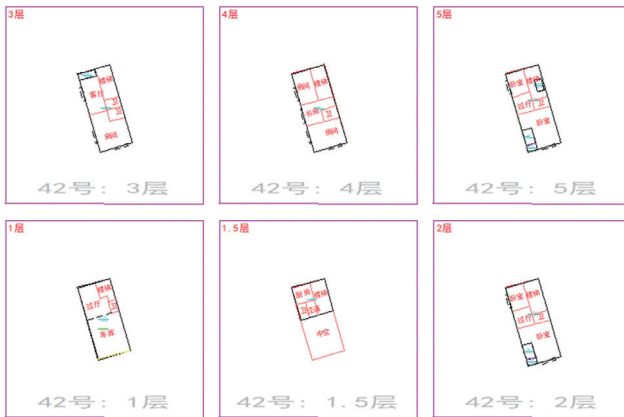 3层
楼梯
客厅
卫
卫
房间
42号: 3层
4层
房间 楼梯
书房 卫
房间
42号: 4层
5层
卧室 楼梯
过厅 卫
卧室
42号: 5层
1层
楼梯
过厅 卫
车库
42号: 1层
1.5层
厨房 楼梯
卫 过道
中空
42号: 1.5层
2层
卧室 楼梯
过厅 卫
卧室
42号: 2层